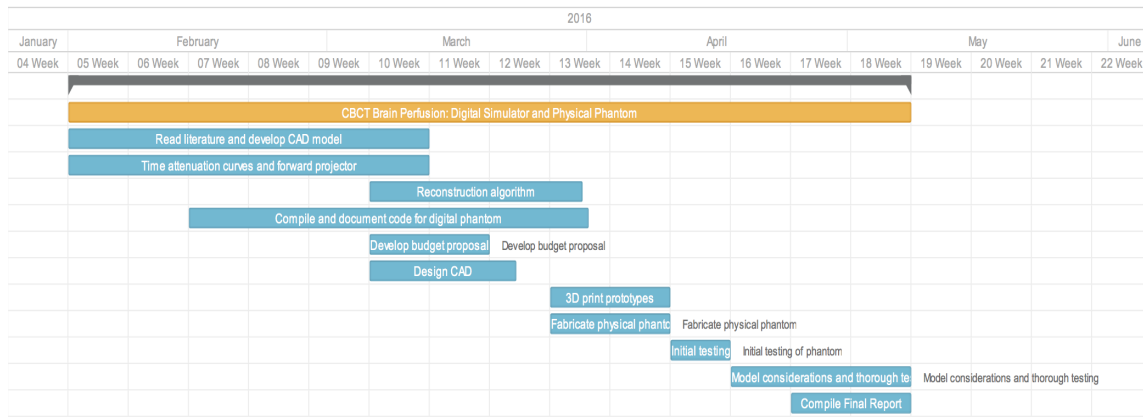 2016
January February March April May June
04 Week 05 Week 06 Week 07 Week 08 Week 09 Week 10 Week 11 Week 12 Week 13 Week 14 Week 15 Week 16 Week 17 Week 18 Week 19 Week 20 Week 21 Week 22 Week
CBCT Brain Perfusion: Digital Simulator and Physical Phantom
Read literature and develop CAD model
Time attenuation curves and forward projector
Reconstruction algorithm
Compile and document code for digital phantom
Develop budget proposal Develop budget proposal
Design CAD
3D print prototypes
Fabricate physical phantc Fabricate physical phantom
Initial testing Initial testing of phantom
Model considerations and thorough te Model considerations and thorough testing
Compile Final Report